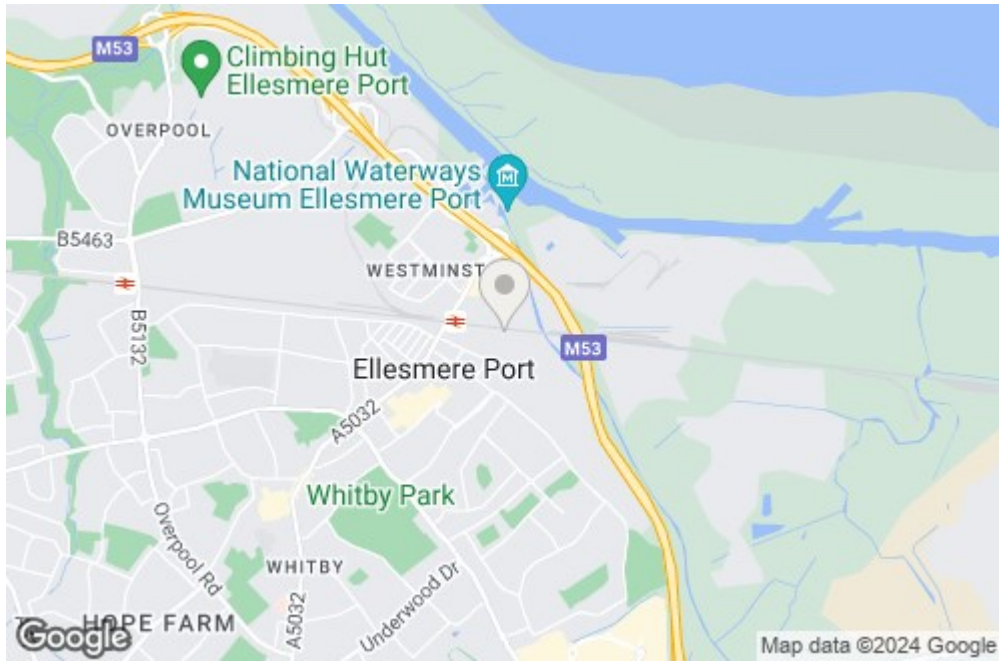 M53
Climbing Hut
Ellesmere Port
OVERPOOL
National Waterways
Museum Ellesmere Port
B5463
WESTMINST
B5132
M53
Ellesmere Port
A5032
Whitby Park
Overpool Rd
WHITBY
Underwood Dr
A5032
HOPE FARM
Google
Map data ©2024 Google